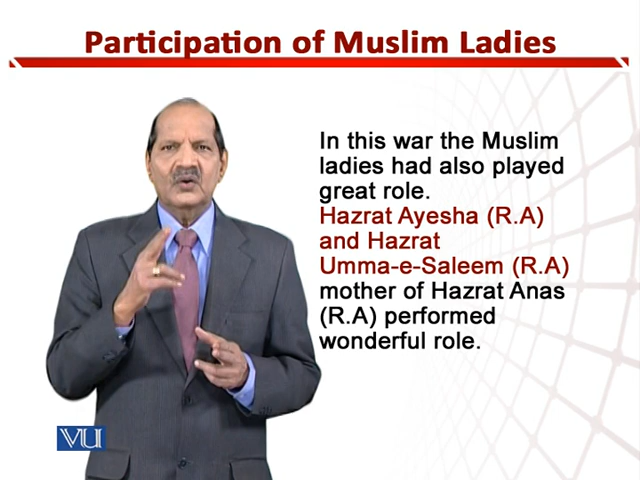 Participation of Muslim Ladies
In this war the Muslim
ladies had also played
great role.
Hazrat Ayesha (R.A)
and Hazrat
Umma-e-Saleem (R.A)
mother of Hazrat Anas
(R.A) performed
wonderful role.
VU